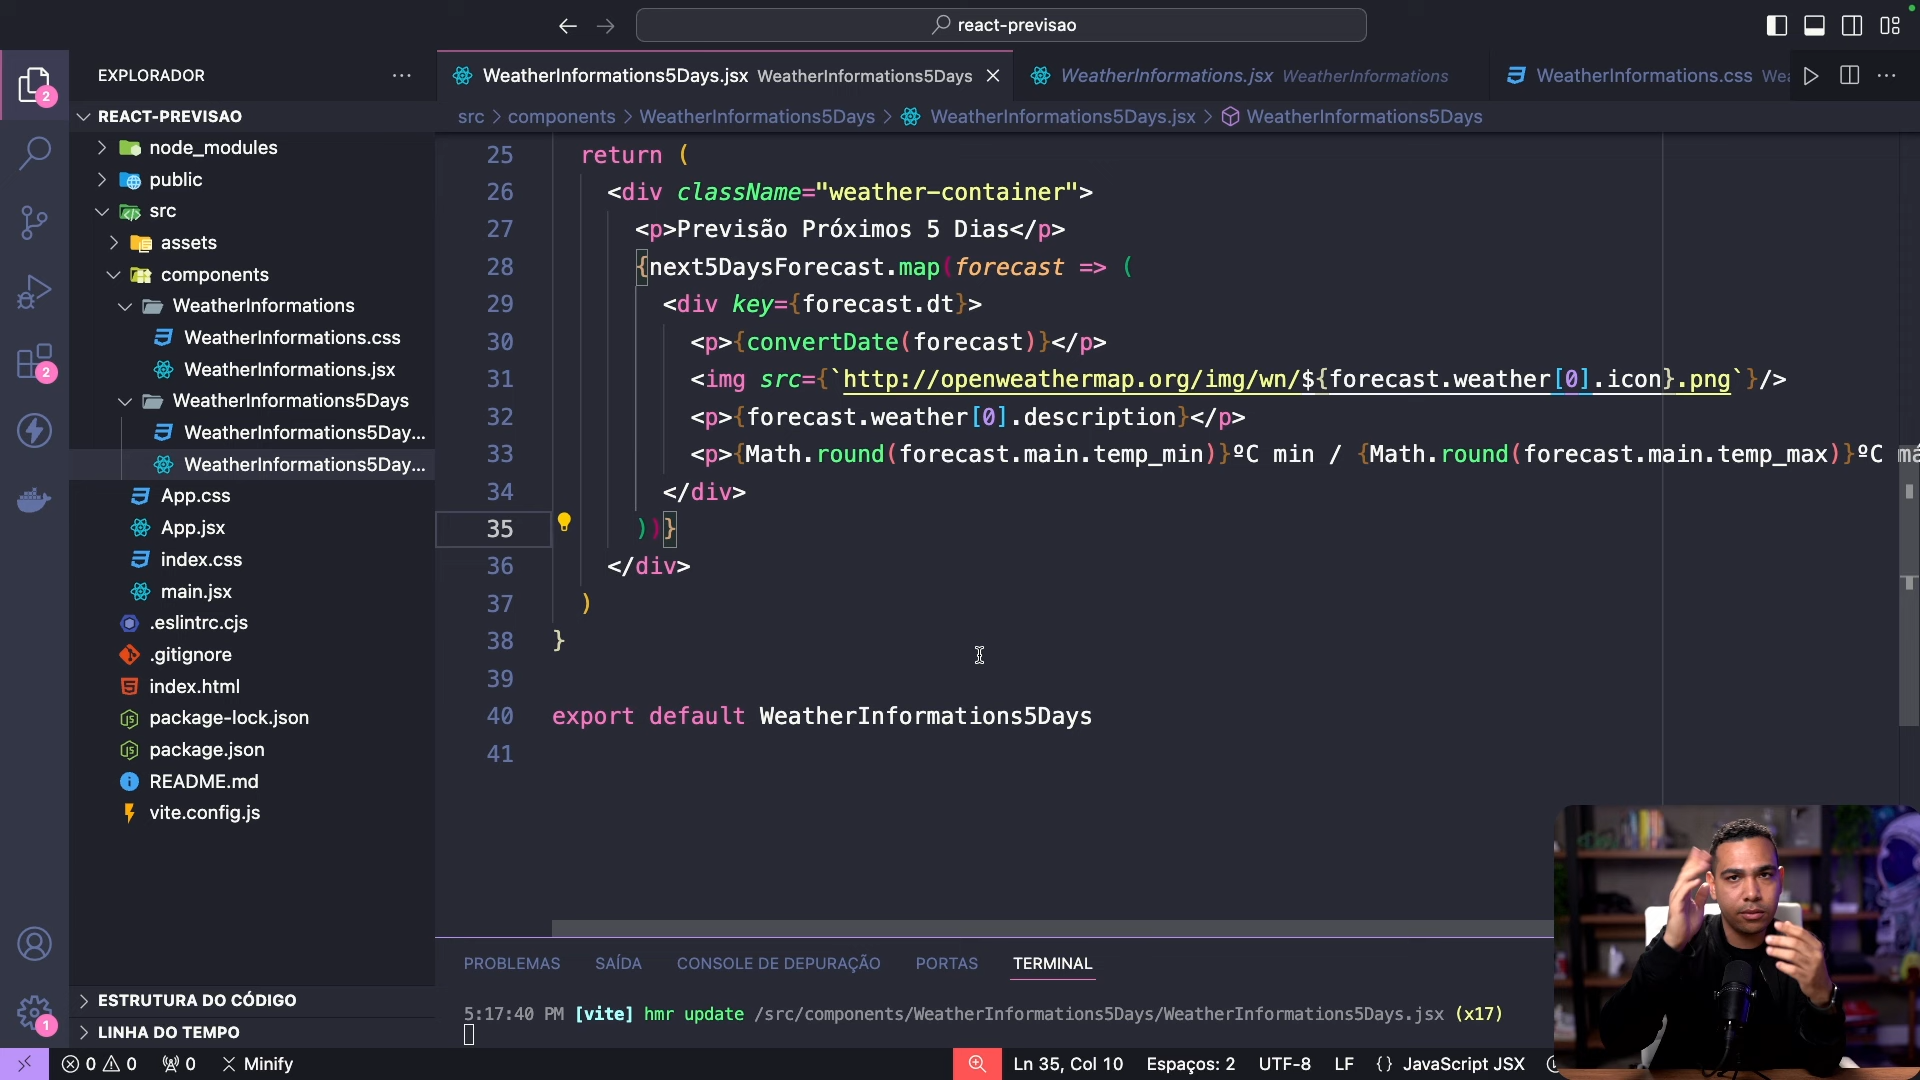 react-previsao
EXPLORADOR
WeatherInformations5Days.jsx WeatherInformations5Days
WeatherInformations.jsx WeatherInformations
WeatherInformations.css Wea
REACT-PREVISAO
src > components > WeatherInformations5Days > WeatherInformations5Days.jsx > WeatherInformations5Days
node_modules
public
src
assets
components
WeatherInformations
WeatherInformations.css
WeatherInformations.jsx
WeatherInformations5Days
WeatherInformations5Day...
WeatherInformations5Day...
App.css
App.jsx
index.css
main.jsx
.eslintrc.cjs
.gitignore
index.html
package-lock.json
package.json
README.md
vite.config.js
ESTRUTURA DO CÓDIGO
LINHA DO TEMPO
2
2
1
25 return (
26 <div className="weather-container">
27 <p>Previsão Próximos 5 Dias</p>
28 {next5DaysForecast.map(forecast => (
29 <div key={forecast.dt}>
30 <p>{convertDate(forecast)}</p>
31 <img src={`http://openweathermap.org/img/wn/${forecast.weather[0].icon}.png`}/>
32 <p>{forecast.weather[0].description}</p>
33 <p>{Math.round(forecast.main.temp_min)}ºC min / {Math.round(forecast.main.temp_max)}ºC má
34 </div>
35 ))}
36 </div>
37 )
38 }
39
40 export default WeatherInformations5Days
41
PROBLEMAS SAÍDA CONSOLE DE DEPURAÇÃO PORTAS TERMINAL
5:17:40 PM [vite] hmr update /src/components/WeatherInformations5Days/WeatherInformations5Days.jsx (x17)
0 0 0 Minify
Ln 35, Col 10 Espaços: 2 UTF-8 LF {} JavaScript JSX